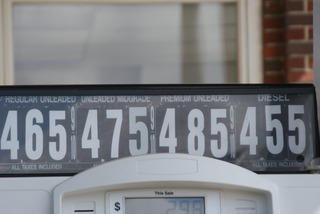 REGULAR UNLEADED UNLEADED MIDGRADE PREMIUM UNLEADED DIESEL
465 475 485 455
ALL TAXES INCLUDED ALL TAXES INCLUDED
This Sale
$